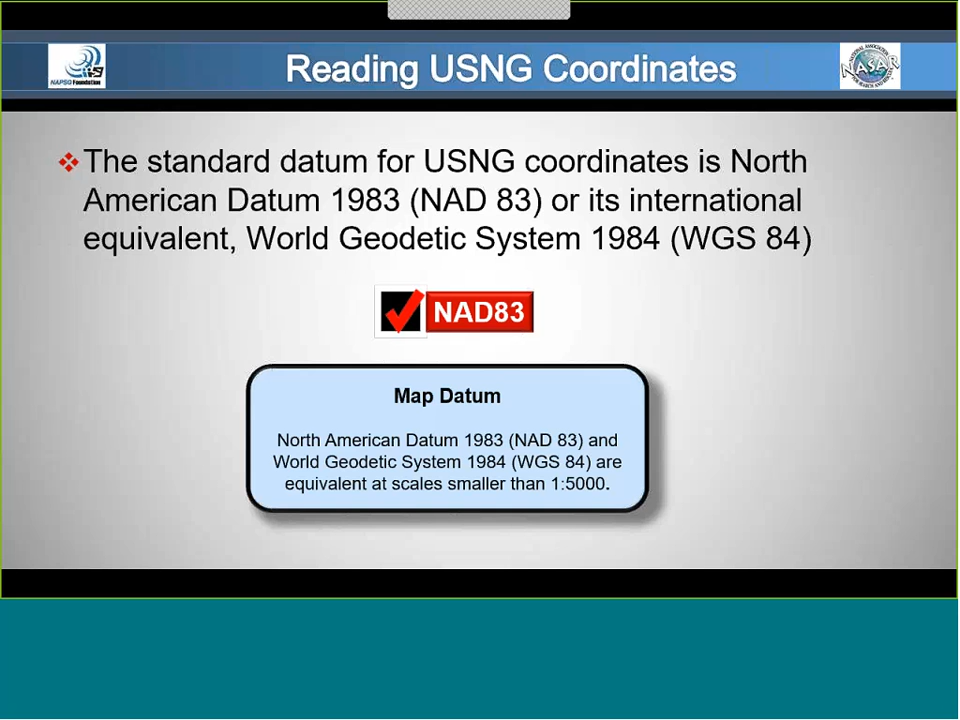 Reading USNG Coordinates
NAPSG Foundation
NASAR
The standard datum for USNG coordinates is North
American Datum 1983 (NAD 83) or its international
equivalent, World Geodetic System 1984 (WGS 84)
NAD83
Map Datum
North American Datum 1983 (NAD 83) and
World Geodetic System 1984 (WGS 84) are
equivalent at scales smaller than 1:5000.